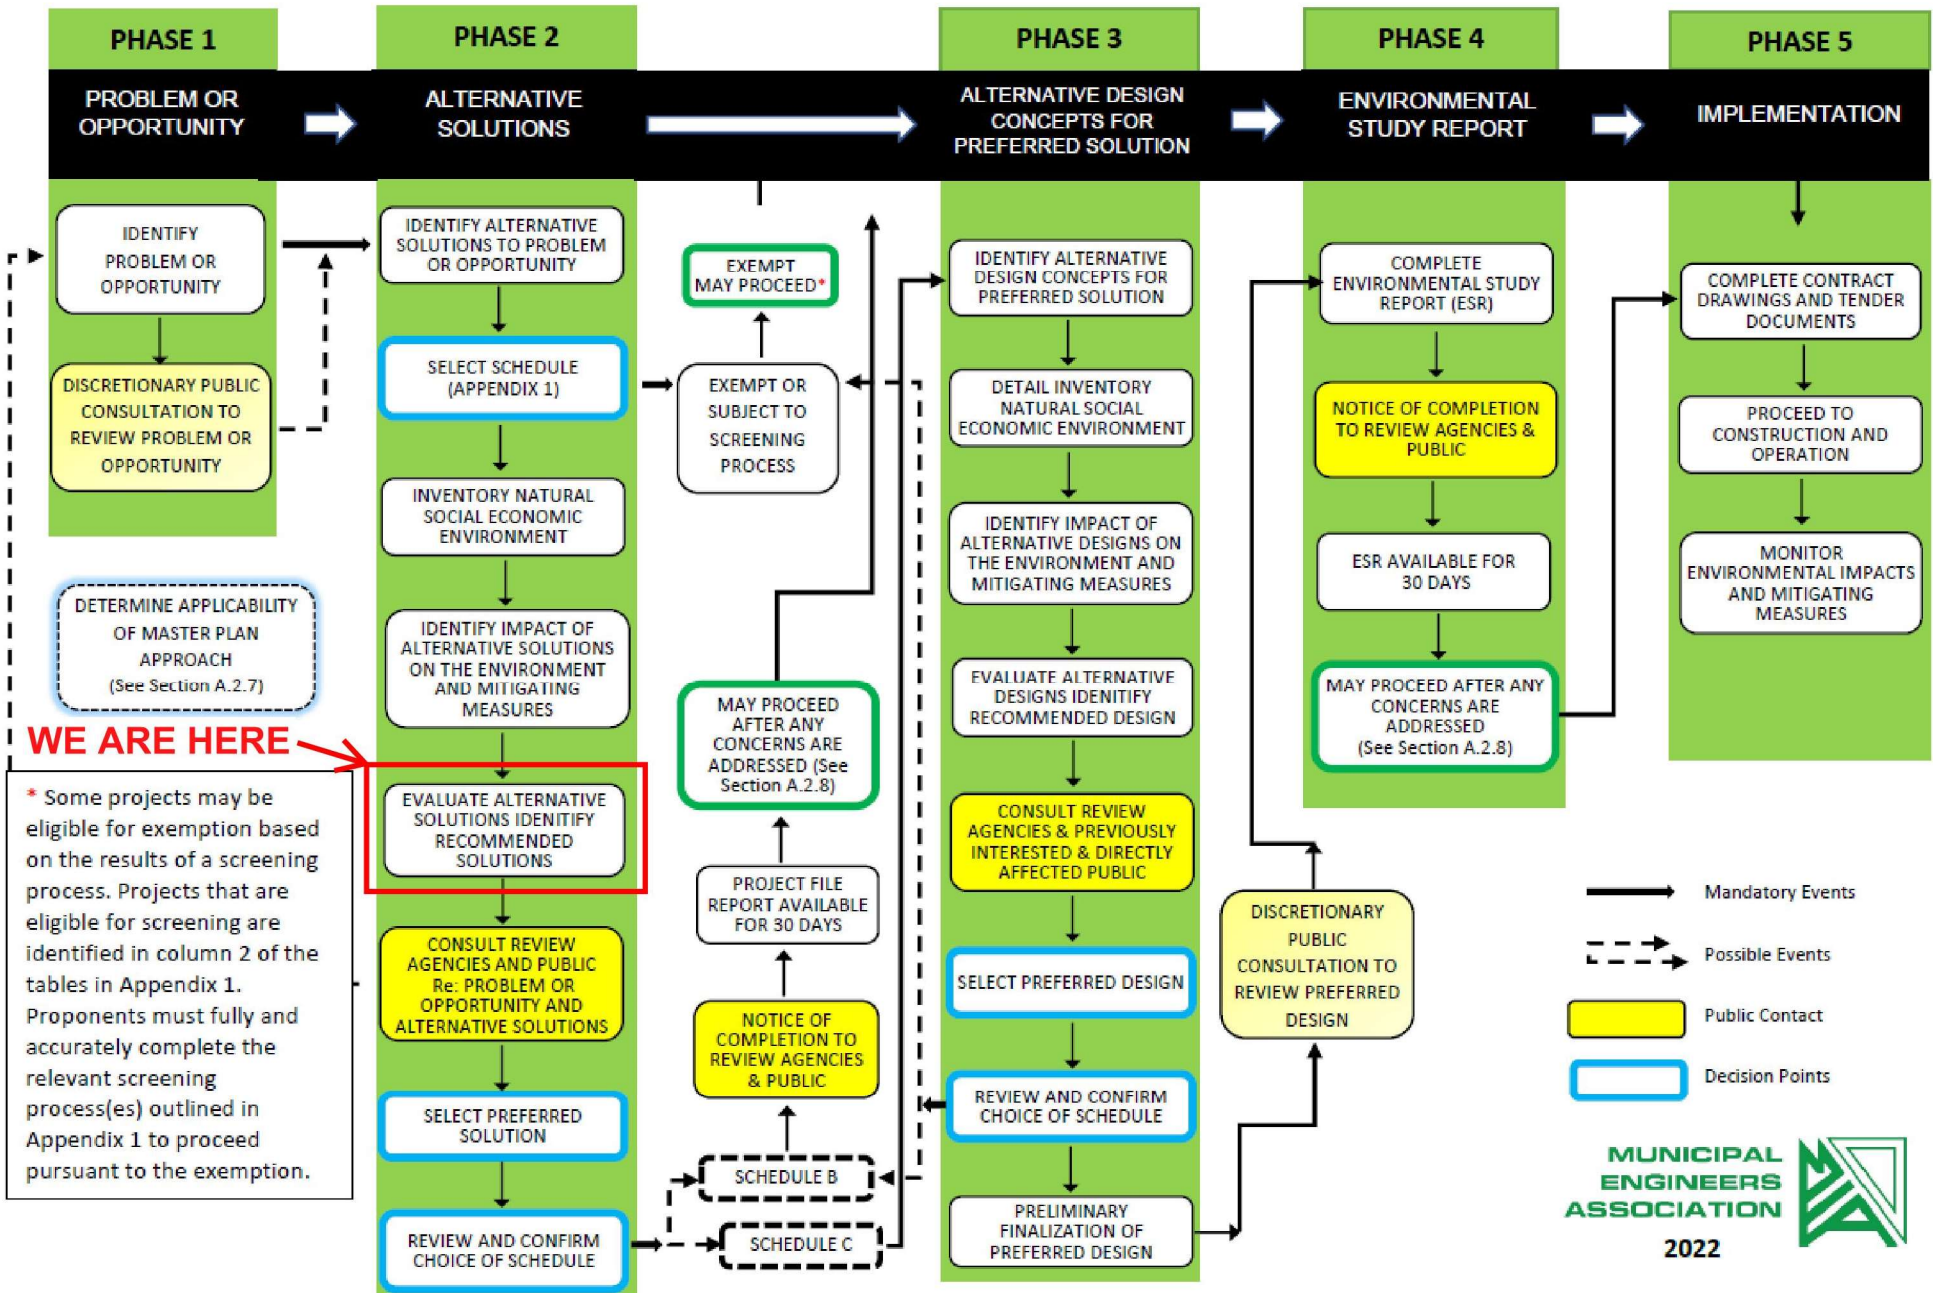 PHASE 1
PROBLEM OR
OPPORTUNITY
IDENTIFY
PROBLEM OR
OPPORTUNITY
DISCRETIONARY PUBLIC
CONSULTATION TO
REVIEW PROBLEM OR
OPPORTUNITY
DETERMINE APPLICABILITY
OF MASTER PLAN
APPROACH
(See Section A.2.7)
WE ARE HERE
* Some projects may be
eligible for exemption based
on the results of a screening
process. Projects that are
eligible for screening are
identified in column 2 of the
tables in Appendix 1.
Proponents must fully and
accurately complete the
relevant screening
process(es) outlined in
Appendix 1 to proceed
pursuant to the exemption.
PHASE 2
ALTERNATIVE
SOLUTIONS
IDENTIFY ALTERNATIVE
SOLUTIONS TO PROBLEM
OR OPPORTUNITY
SELECT SCHEDULE
(APPENDIX 1)
INVENTORY NATURAL
SOCIAL ECONOMIC
ENVIRONMENT
IDENTIFY IMPACT OF
ALTERNATIVE SOLUTIONS
ON THE ENVIRONMENT
AND MITIGATING
MEASURES
EVALUATE ALTERNATIVE
SOLUTIONS IDENITIFY
RECOMMENDED
SOLUTIONS
CONSULT REVIEW
AGENCIES AND PUBLIC
Re: PROBLEM OR
OPPORTUNITY AND
ALTERNATIVE SOLUTIONS
SELECT PREFERRED
SOLUTION
REVIEW AND CONFIRM
CHOICE OF SCHEDULE
EXEMPT
MAY PROCEED*
EXEMPT OR
SUBJECT TO
SCREENING
PROCESS
MAY PROCEED
AFTER ANY
CONCERNS ARE
ADDRESSED (See
Section A.2.8)
PROJECT FILE
REPORT AVAILABLE
FOR 30 DAYS
NOTICE OF
COMPLETION TO
REVIEW AGENCIES
& PUBLIC
SCHEDULE B
SCHEDULE C
PHASE 3
ALTERNATIVE DESIGN
CONCEPTS FOR
PREFERRED SOLUTION
IDENTIFY ALTERNATIVE
DESIGN CONCEPTS FOR
PREFERRED SOLUTION
DETAIL INVENTORY
NATURAL SOCIAL
ECONOMIC ENVIRONMENT
IDENTIFY IMPACT OF
ALTERNATIVE DESIGNS ON
THE ENVIRONMENT AND
MITIGATING MEASURES
EVALUATE ALTERNATIVE
DESIGNS IDENITIFY
RECOMMENDED DESIGN
CONSULT REVIEW
AGENCIES & PREVIOUSLY
INTERESTED & DIRECTLY
AFFECTED PUBLIC
SELECT PREFERRED DESIGN
REVIEW AND CONFIRM
CHOICE OF SCHEDULE
PRELIMINARY
FINALIZATION OF
PREFERRED DESIGN
PHASE 4
ENVIRONMENTAL
STUDY REPORT
COMPLETE
ENVIRONMENTAL STUDY
REPORT (ESR)
NOTICE OF COMPLETION
TO REVIEW AGENCIES &
PUBLIC
ESR AVAILABLE FOR
30 DAYS
MAY PROCEED AFTER ANY
CONCERNS ARE
ADDRESSED
(See Section A.2.8)
DISCRETIONARY
PUBLIC
CONSULTATION TO
REVIEW PREFERRED
DESIGN
PHASE 5
IMPLEMENTATION
COMPLETE CONTRACT
DRAWINGS AND TENDER
DOCUMENTS
PROCEED TO
CONSTRUCTION AND
OPERATION
MONITOR
ENVIRONMENTAL IMPACTS
AND MITIGATING
MEASURES
Mandatory Events
Possible Events
Public Contact
Decision Points
MUNICIPAL
ENGINEERS
ASSOCIATION
MEA
2022